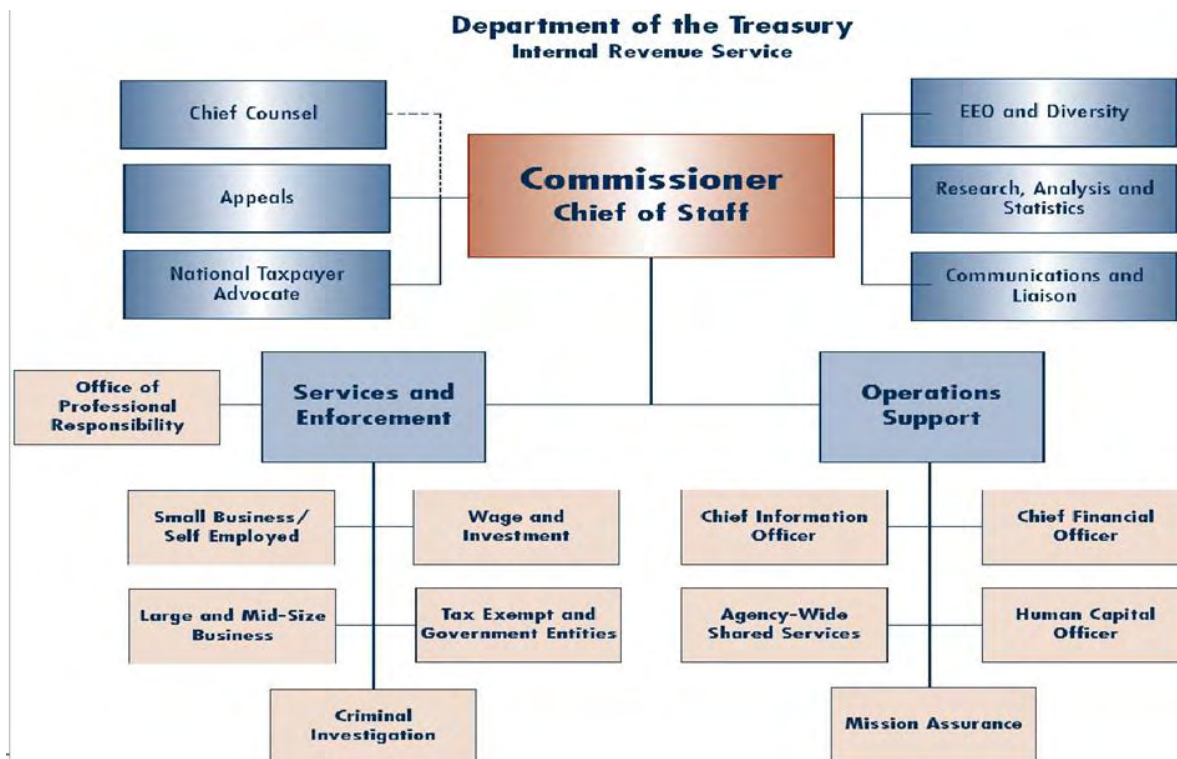 Department of the Treasury
Internal Revenue Service
Chief Counsel
Appeals
National Taxpayer
Advocate
Commissioner
Chief of Staff
EEO and Diversity
Research, Analysis and
Statistics
Communications and
Liaison
Office of
Professional
Responsibility
Services and
Enforcement
Operations
Support
Small Business/
Self Employed
Wage and
Investment
Chief Information
Officer
Chief Financial
Officer
Large and Mid-Size
Business
Tax Exempt and
Government Entities
Agency-Wide
Shared Services
Human Capital
Officer
Criminal
Investigation
Mission Assurance